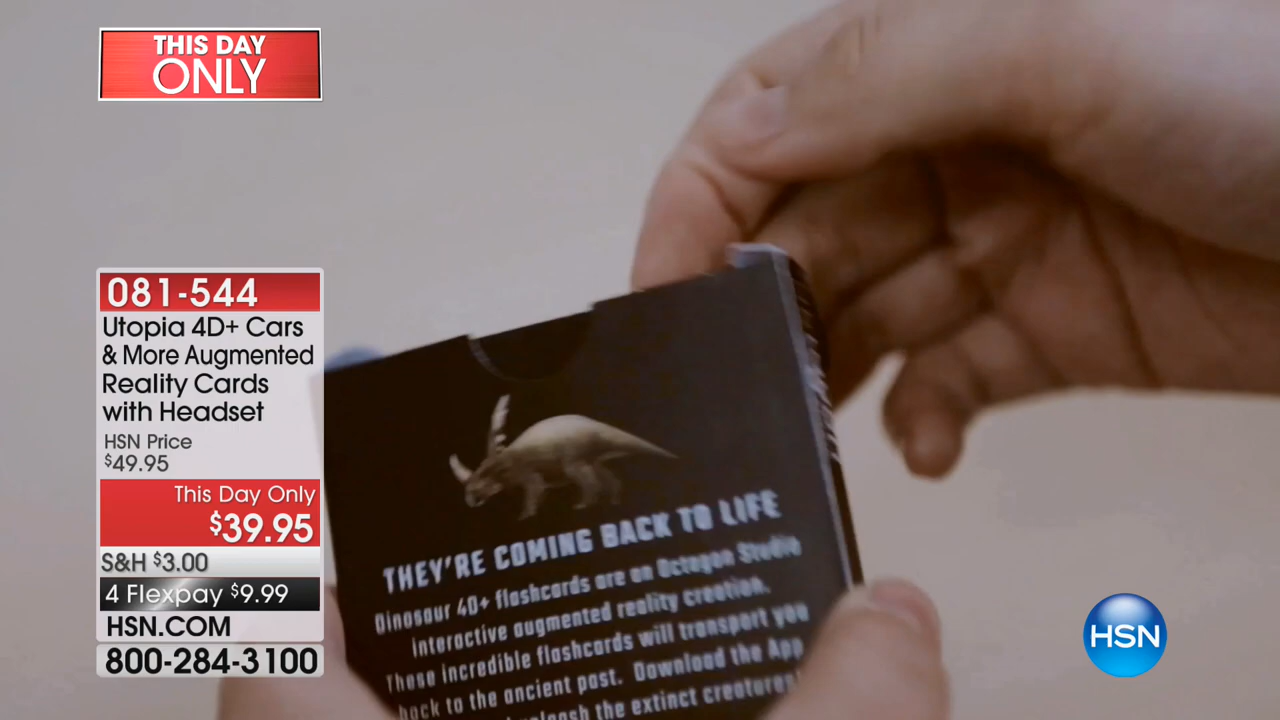 THIS DAY
ONLY
081-544
Utopia 4D+ Cars
& More Augmented
Reality Cards
with Headset
HSN Price
$49.95
This Day Only
$39.95
S&H $3.00
4 Flexpay $9.99
HSN.COM
800-284-3100
THEY'RE COMING BACK TO LIFE
Dinosaur 4D+ flashcards are an Octagon Studio
interactive augmented reality creation.
These incredible flashcards will transport you
back to the ancient past. Download the App
the extinct creatures
HSN